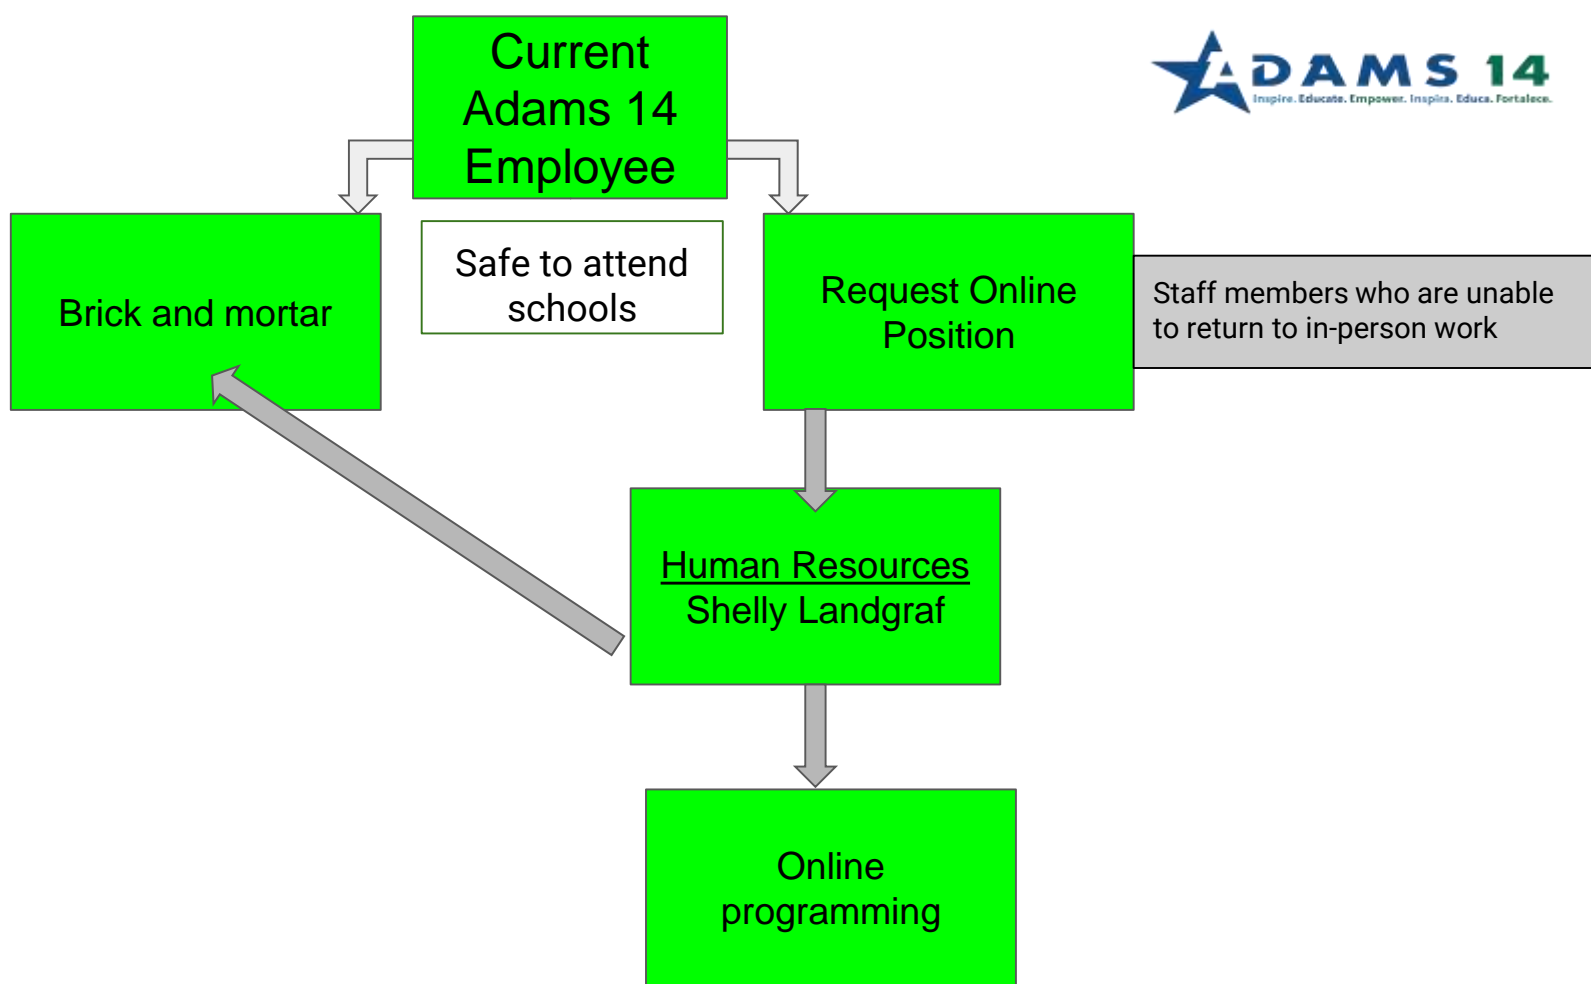 Current
Adams 14
Employee
ADAMS 14
Inspire. Educate. Empower. Inspira. Educa. Fortalece.
Brick and mortar
Safe to attend
schools
Request Online
Position
Staff members who are unable
to return to in-person work
Human Resources
Shelly Landgraf
Online
programming